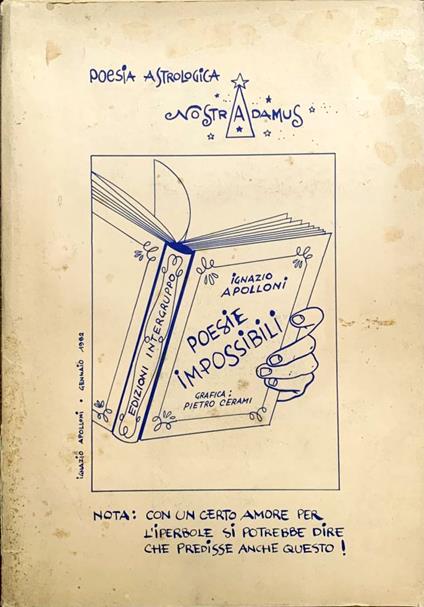 POESIA ASTROLOGICA
NOSTRADAMUS
EDIZIONI INTERGRUPPO
IGNAZIO
APOLLONI
POESIE
IMPOSSIBILI
GRAFICA:
PIETRO CERAMI
IGNAZIO APOLLONI • GENNAIO 1982
NOTA: CON UN CERTO AMORE PER
L'IPERBOLE SI POTREBBE DIRE
CHE PREDISSE ANCHE QUESTO!